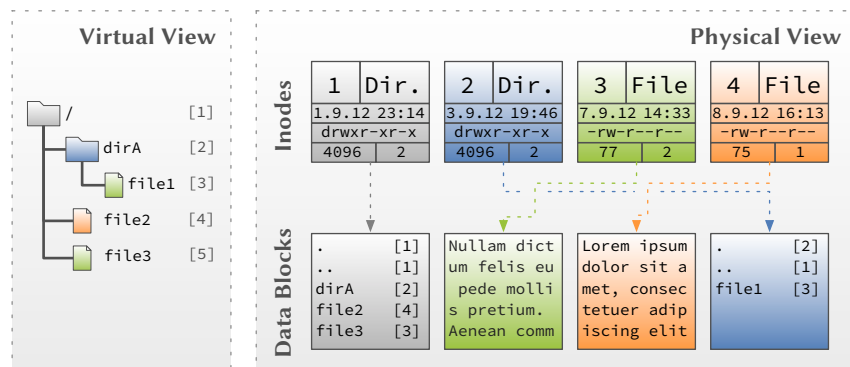 Virtual View
/ [1]
dirA [2]
file1 [3]
file2 [4]
file3 [5]
Physical View
Inodes
1 Dir.
1.9.12 23:14
drwxr-xr-x
4096 2
2 Dir.
3.9.12 19:46
drwxr-xr-x
4096 2
3 File
7.9.12 14:33
-rw-r--r--
77 2
4 File
8.9.12 16:13
-rw-r--r--
75 1
Data Blocks
. [1]
.. [1]
dirA [2]
file2 [4]
file3 [3]
Nullam dict
um felis eu
pede molli
s pretium.
Aenean comm
Lorem ipsum
dolor sit a
met, consec
tetuer adip
iscing elit
. [2]
.. [1]
file1 [3]